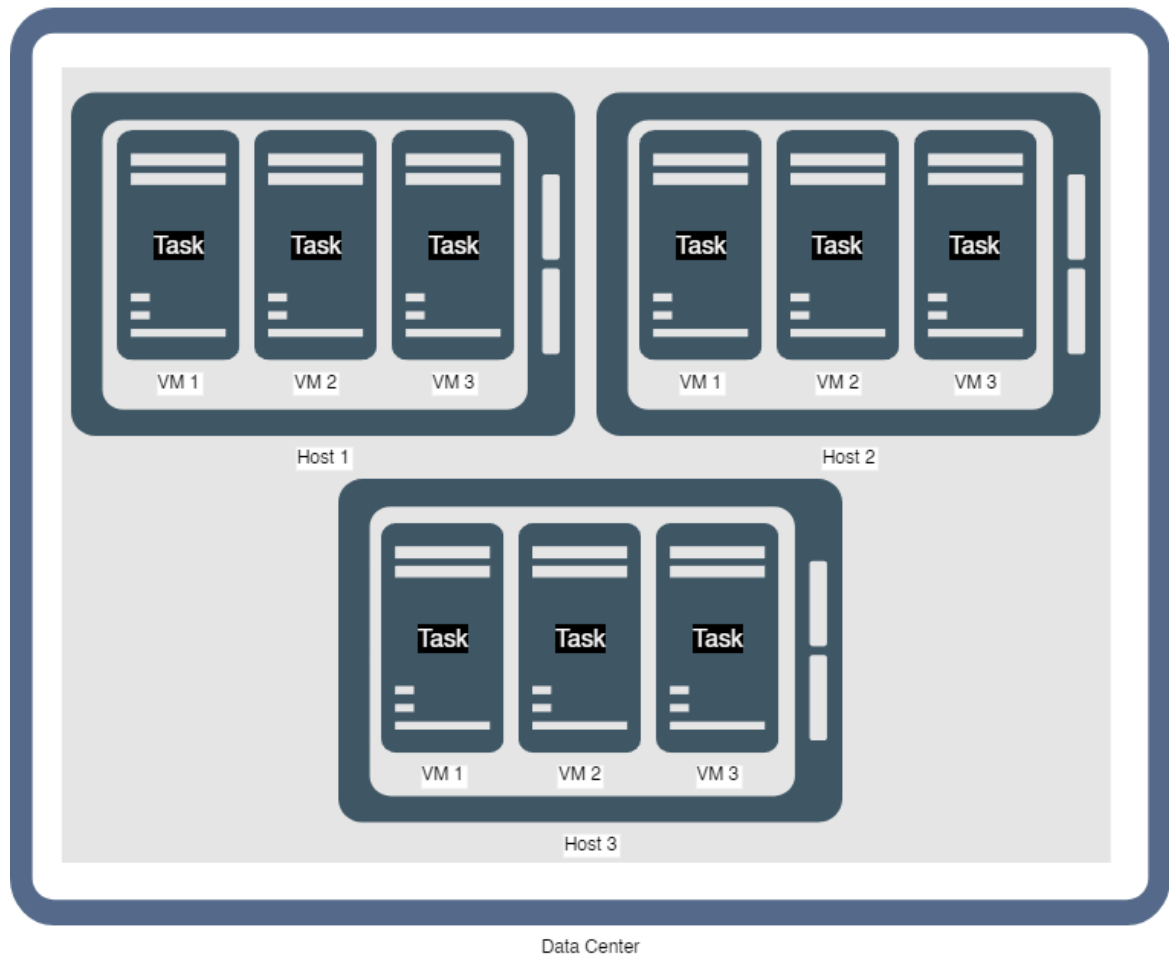 Task Task Task Task Task Task
VM 1 VM 2 VM 3 VM 1 VM 2 VM 3
Host 1 Host 2
Task Task Task
VM 1 VM 2 VM 3
Host 3
Data Center